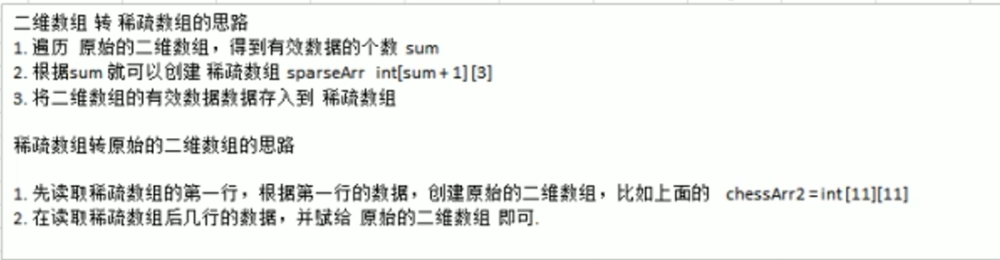 二维数组 转 稀疏数组的思路
1. 遍历 原始的二维数组，得到有效数据的个数 sum
2. 根据sum 就可以创建 稀疏数组 sparseArr int[sum + 1] [3]
3. 将二维数组的有效数据数据存入到 稀疏数组
稀疏数组转原始的二维数组的思路
1. 先读取稀疏数组的第一行，根据第一行的数据，创建原始的二维数组，比如上面的 chessArr2 = int [11][11]
2. 在读取稀疏数组后几行的数据，并赋给 原始的二维数组 即可.